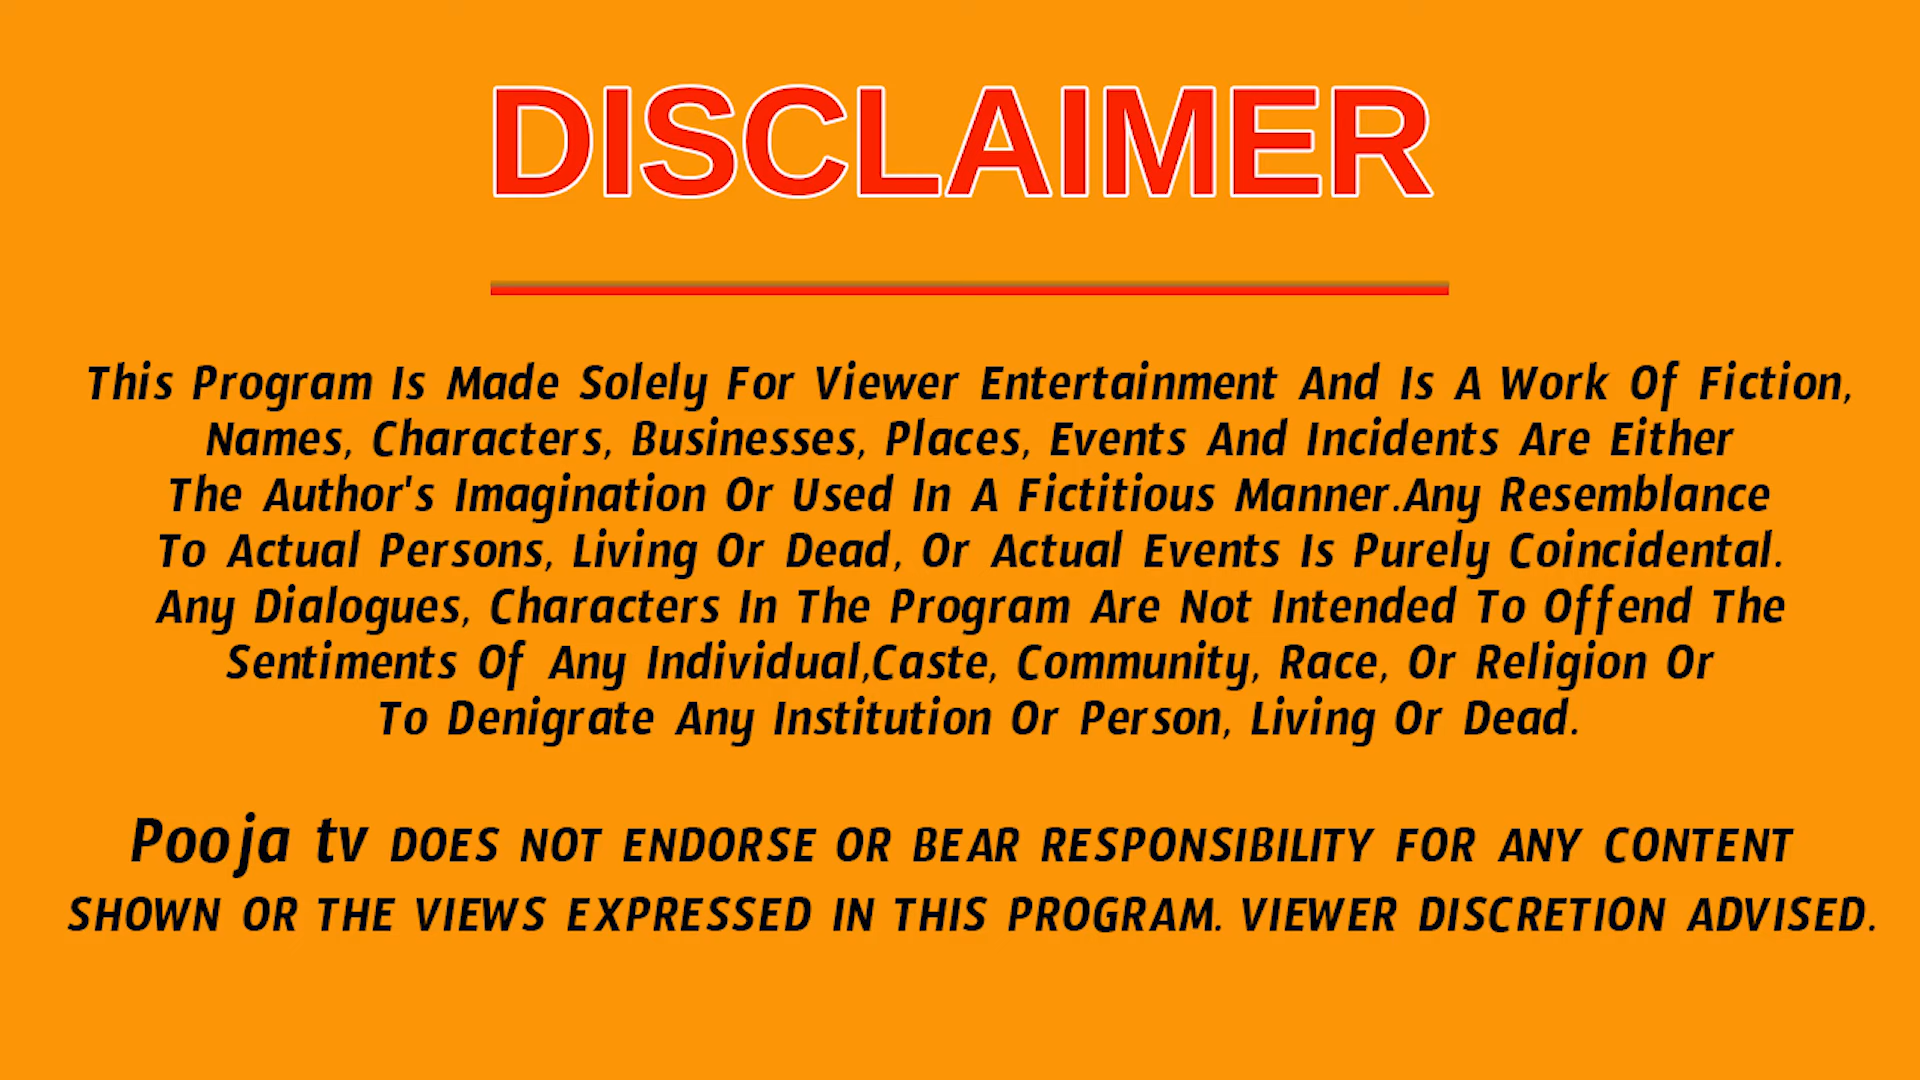 DISCLAIMER
This Program Is Made Solely For Viewer Entertainment And Is A Work Of Fiction,
Names, Characters, Businesses, Places, Events And Incidents Are Either
The Author's Imagination Or Used In A Fictitious Manner.Any Resemblance
To Actual Persons, Living Or Dead, Or Actual Events Is Purely Coincidental.
Any Dialogues, Characters In The Program Are Not Intended To Offend The
Sentiments Of Any Individual,Caste, Community, Race, Or Religion Or
To Denigrate Any Institution Or Person, Living Or Dead.
Pooja tv DOES NOT ENDORSE OR BEAR RESPONSIBILITY FOR ANY CONTENT
SHOWN OR THE VIEWS EXPRESSED IN THIS PROGRAM. VIEWER DISCRETION ADVISED.